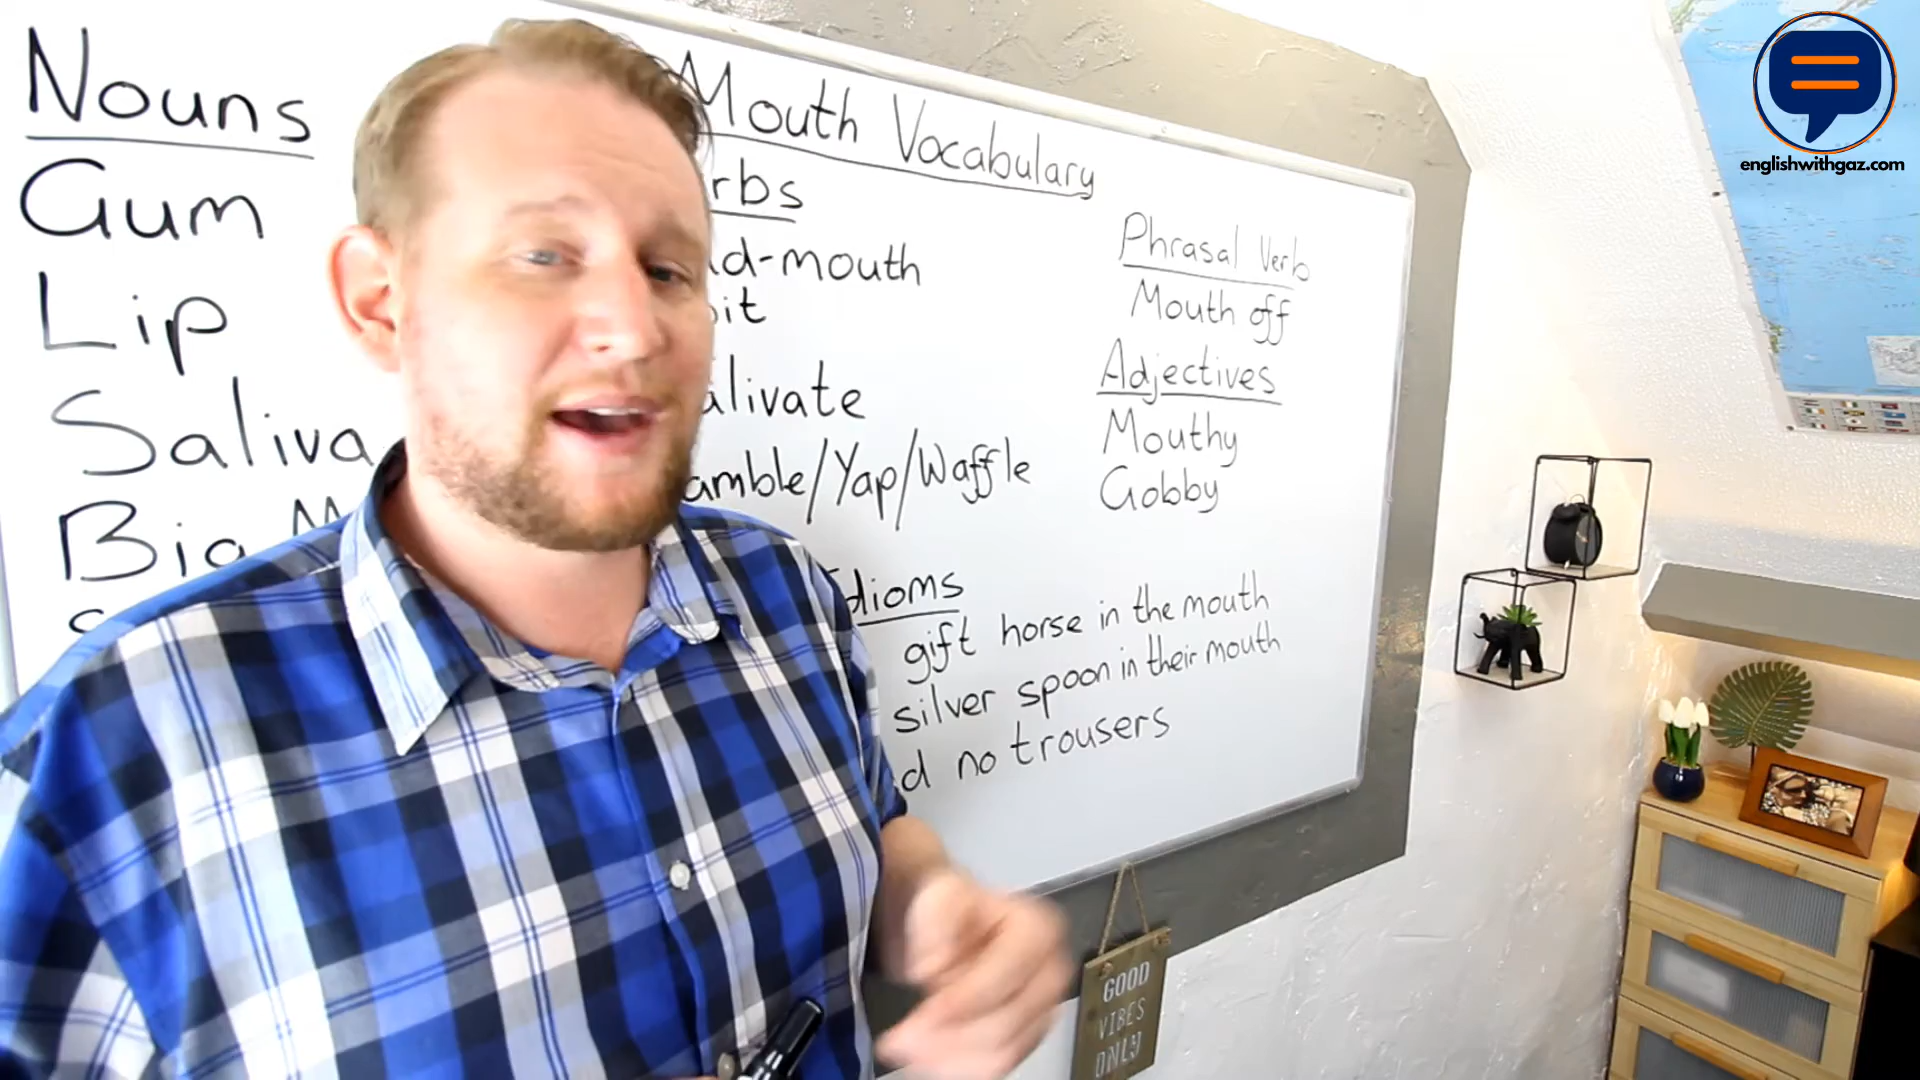 Mouth Vocabulary
Nouns
Gum
Lip
Saliva
rbs
d-mouth
it
alivate
amble/Yap/Waffle
Phrasal Verb
Mouth off
Adjectives
Mouthy
Gobby
Idioms
gift horse in the mouth
silver spoon in their mouth
no trousers
GOOD
VIBES
ONLY
englishwithgaz.com